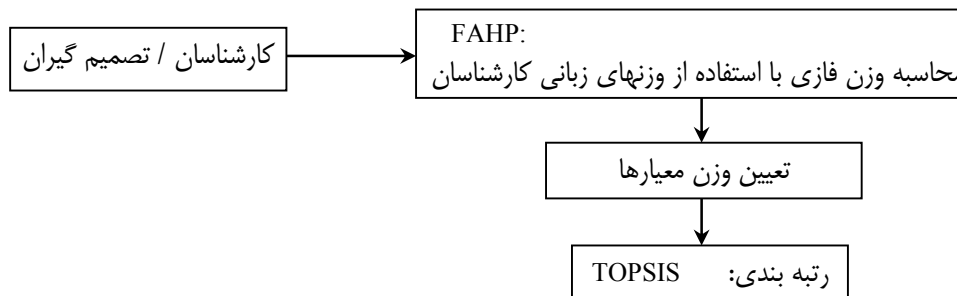 کارشناسان / تصمیم گیران
FAHP:
محاسبه وزن فازی با استفاده از وزنهای زبانی کارشناسان
تعیین وزن معیارها
رتبه بندی: TOPSIS